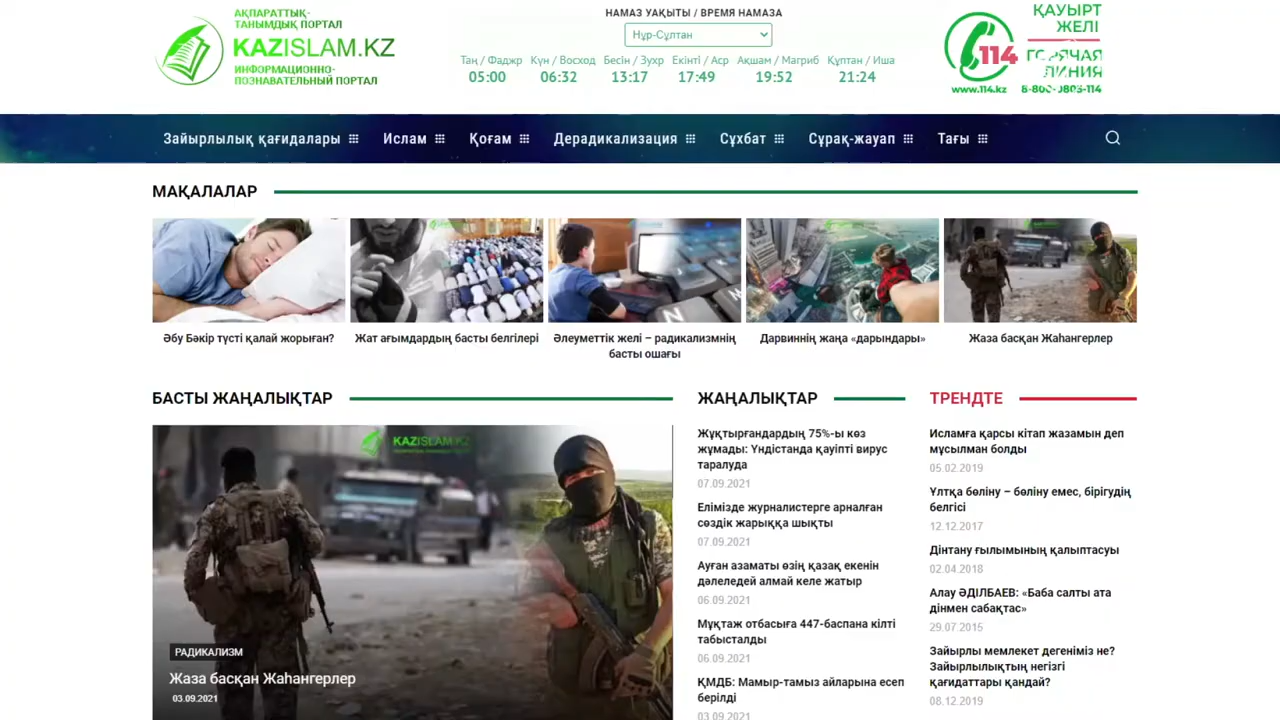 АҚПАРАТТЫҚ-
ТАНЫМДЫҚ ПОРТАЛ
KAZISLAM.KZ
ИНФОРМАЦИОННО-
ПОЗНАВАТЕЛЬНЫЙ ПОРТАЛ
НАМАЗ УАҚЫТЫ / ВРЕМЯ НАМАЗА
Нұр-Сұлтан
Таң / Фаджр Күн / Восход Бесін / Зухр Екінті / Аср Ақшам / Магриб Құптан / Иша
05:00 06:32 13:17 17:49 19:52 21:24
ҚАУЫРТ
ЖЕЛІ
114
ГОРЯЧАЯ
ЛИНИЯ
www.114.kz
Зайырлылық қағидалары Ислам Қоғам Дерадикализация Сұхбат Сұрақ-жауап Тағы
МАҚАЛАЛАР
Әбу Бәкір түсті қалай жорыған?
Жат ағымдардың басты белгілері
Әлеуметтік желі – радикализмнің
басты ошағы
Дарвиннің жаңа «дарындары»
Жаза басқан Жаһангерлер
БАСТЫ ЖАҢАЛЫҚТАР
KAZISLAM.KZ
РАДИКАЛИЗМ
Жаза басқан Жаһангерлер
03.09.2021
ЖАҢАЛЫҚТАР
Жұқтырғандардың 75%-ы көз
жұмады: Үндістанда қауіпті вирус
таралуда
07.09.2021
Елімізде журналистерге арналған
сөздік жарыққа шықты
07.09.2021
Ауған азаматы өзің қазақ екенін
дәлеледей алмай келе жатыр
06.09.2021
Мұқтаж отбасыға 447-баспана кілті
табысталды
06.09.2021
ҚМДБ: Мамыр-тамыз айларына есеп
берілді
03.09.2021
ТРЕНДТЕ
Исламға қарсы кітап жазамын деп
мұсылман болды
05.02.2019
Ұлтқа бөліну – бөліну емес, бірігудің
белгісі
12.12.2017
Дінтану ғылымының қалыптасуы
02.04.2018
Алау ӘДІЛБАЕВ: «Баба салты ата
дінмен сабақтас»
29.07.2015
Зайырлы мемлекет дегеніміз не?
Зайырлылықтың негізгі
қағидаттары қандай?
08.12.2019